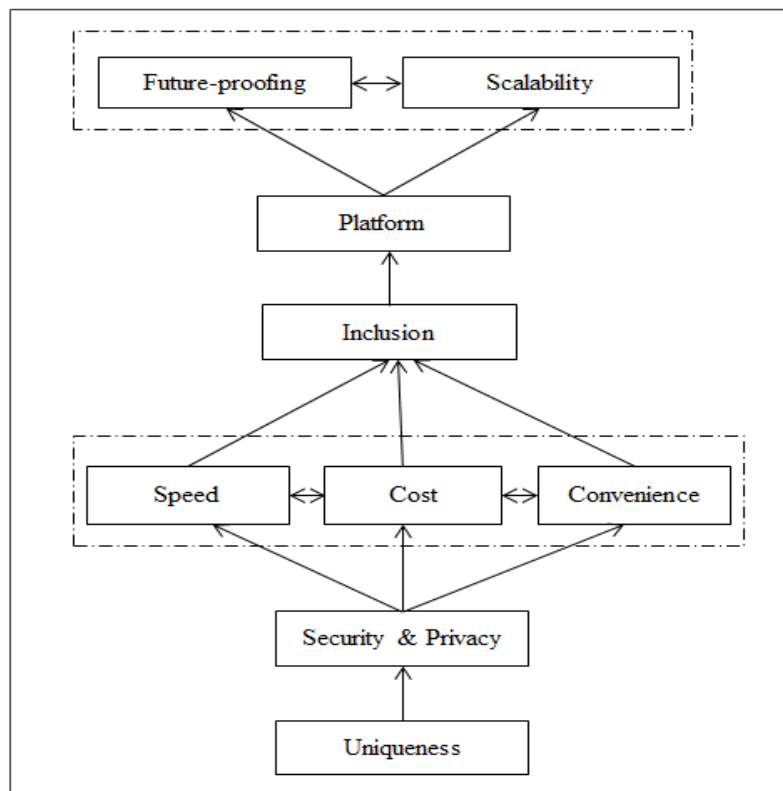 Future-proofing
Scalability
Platform
Inclusion
Speed
Cost
Convenience
Security & Privacy
Uniqueness